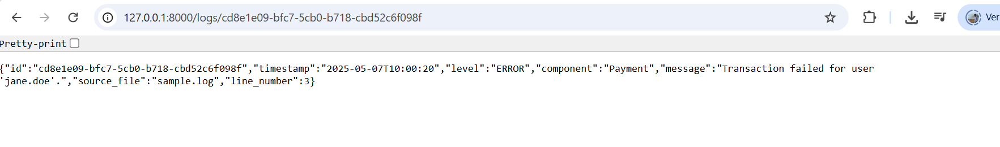 127.0.0.1:8000/logs/cd8e1e09-bfc7-5cb0-b718-cbd52c6f098f
Ver
Pretty-print
{"id":"cd8e1e09-bfc7-5cb0-b718-cbd52c6f098f","timestamp":"2025-05-07T10:00:20","level":"ERROR","component":"Payment","message":"Transaction failed for user
'jane.doe'.","source_file":"sample.log","line_number":3}